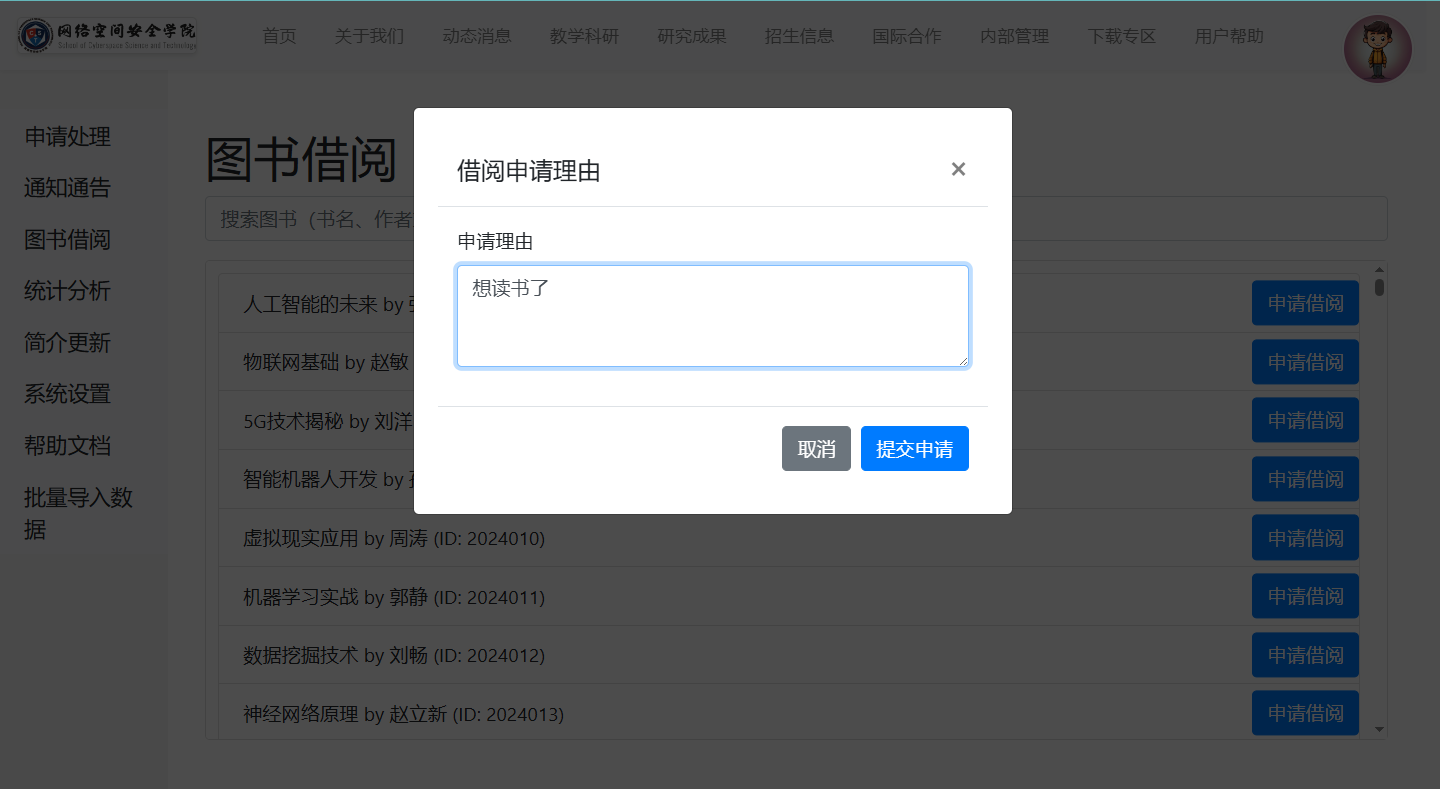 网络空间安全学院
School of Cyberspace Science and Technology
首页 关于我们 动态消息 教学科研 研究成果 招生信息 国际合作 内部管理 下载专区 用户帮助
申请处理
通知通告
图书借阅
统计分析
简介更新
系统设置
帮助文档
批量导入数
据
图书借阅
搜索图书（书名、作者
人工智能的未来 by
申请借阅
物联网基础 by 赵敏
申请借阅
5G技术揭秘 by 刘洋
申请借阅
智能机器人开发 by
申请借阅
虚拟现实应用 by 周涛 (ID: 2024010)
申请借阅
机器学习实战 by 郭静 (ID: 2024011)
申请借阅
数据挖掘技术 by 刘畅 (ID: 2024012)
申请借阅
神经网络原理 by 赵立新 (ID: 2024013)
申请借阅
借阅申请理由 ×
申请理由
想读书了
取消 提交申请